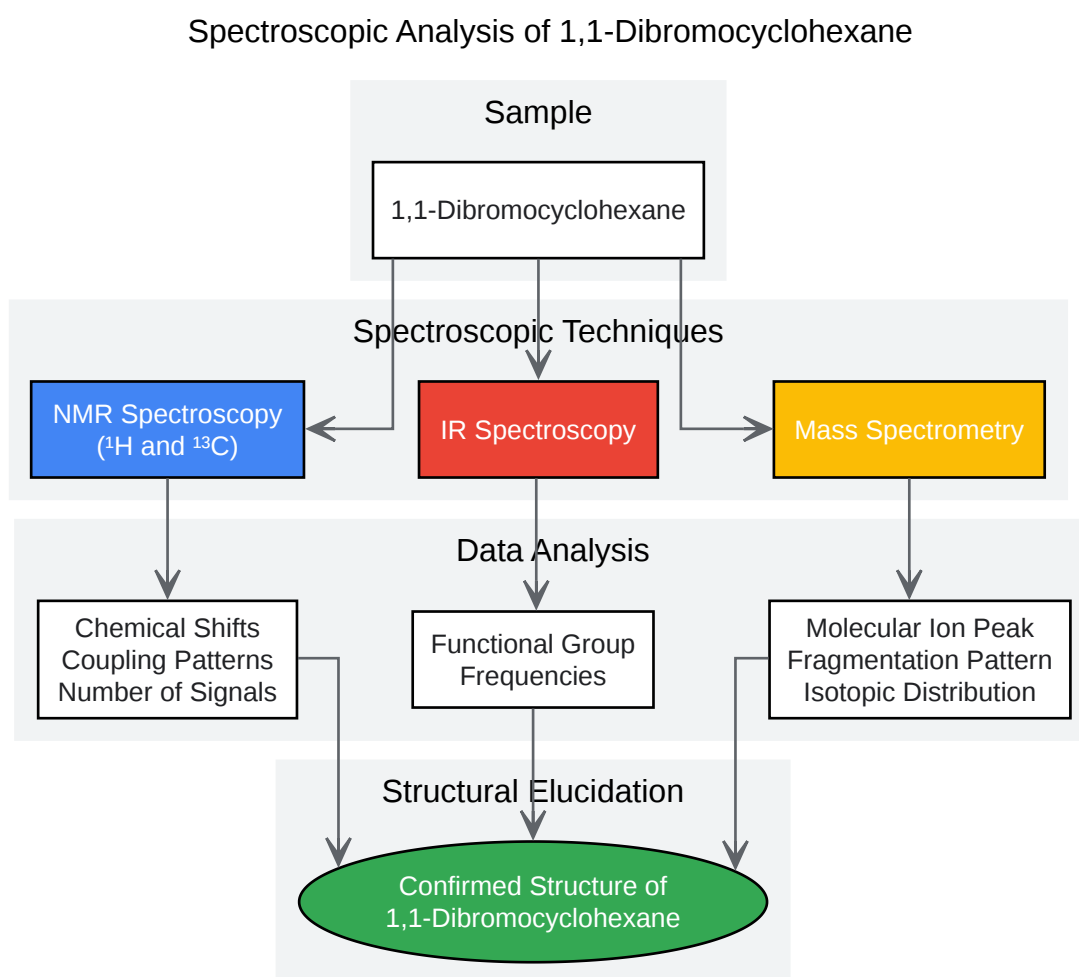 Spectroscopic Analysis of 1,1-Dibromocyclohexane
Sample
1,1-Dibromocyclohexane
Spectroscopic Techniques
NMR Spectroscopy
(¹H and ¹³C)
IR Spectroscopy
Mass Spectrometry
Data Analysis
Chemical Shifts
Coupling Patterns
Number of Signals
Functional Group
Frequencies
Molecular Ion Peak
Fragmentation Pattern
Isotopic Distribution
Structural Elucidation
Confirmed Structure of
1,1-Dibromocyclohexane